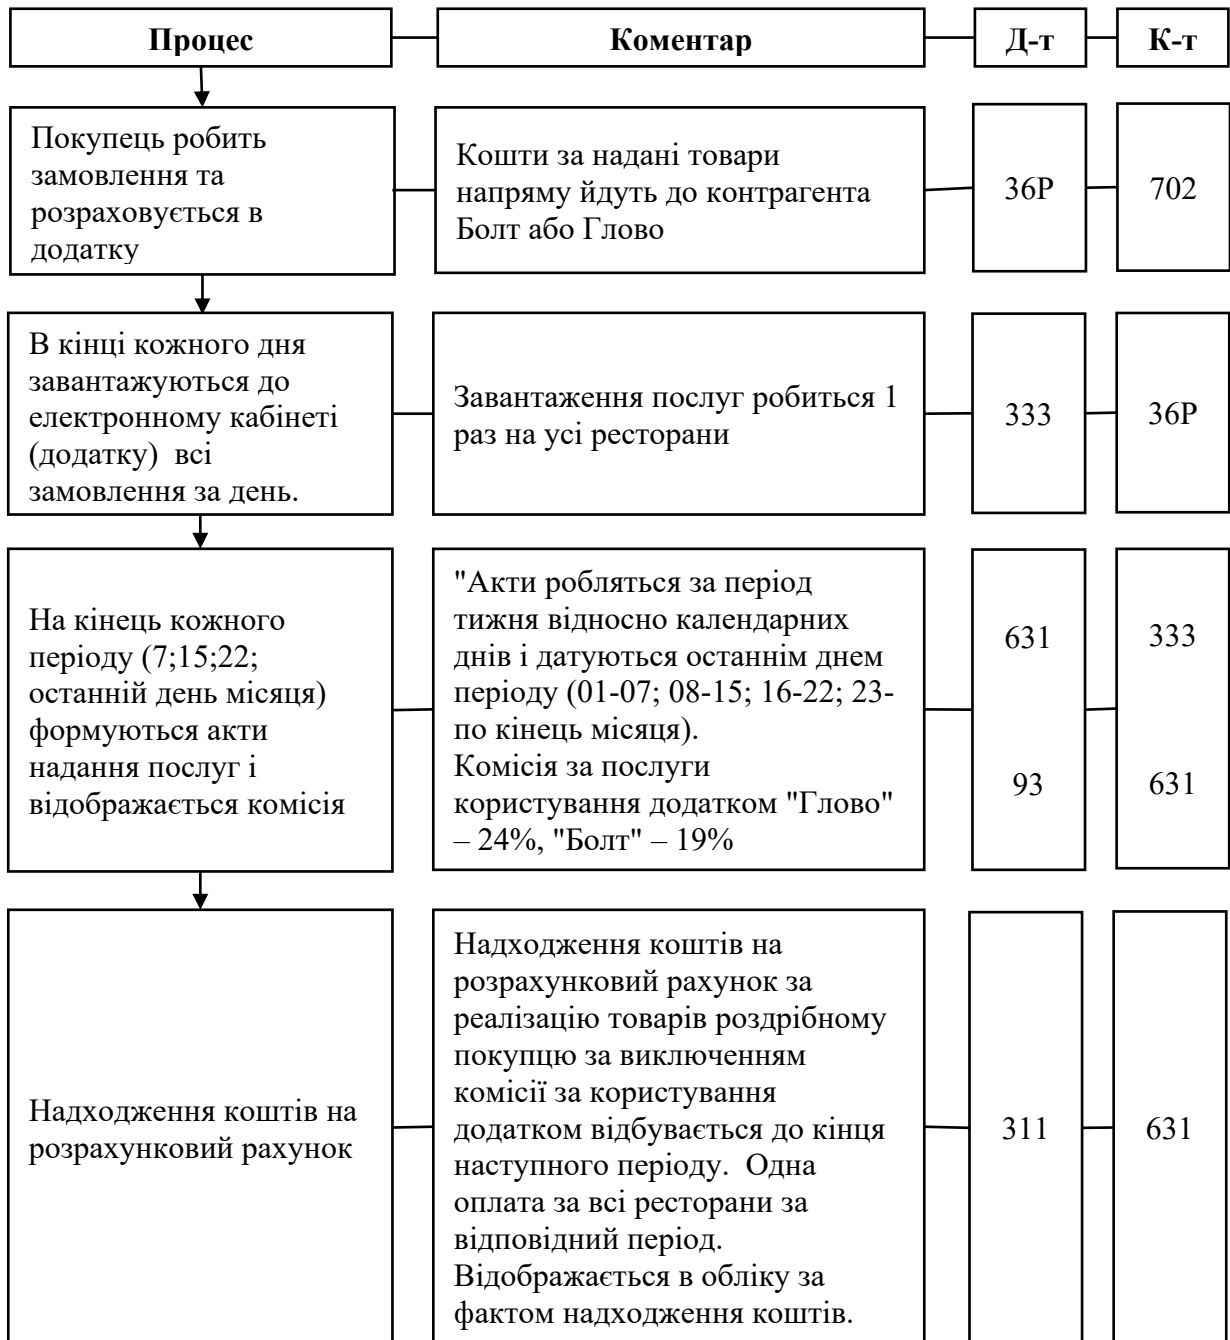 Процес
Коментар
Д-т
К-т
Покупець робить
замовлення та
розраховується в
додатку
Кошти за надані товари
напряму йдуть до контрагента
Болт або Глово
36Р
702
В кінці кожного дня
завантажуються до
електронному кабінеті
(додатку) всі
замовлення за день.
Завантаження послуг робиться 1
раз на усі ресторани
333
36Р
На кінець кожного
періоду (7;15;22;
останній день місяця)
формуються акти
надання послуг і
відображається комісія
"Акти робляться за період
тижня відносно календарних
днів і датуються останнім днем
періоду (01-07; 08-15; 16-22; 23-
по кінець місяця).
Комісія за послуги
користування додатком "Глово"
– 24%, "Болт" – 19%
631
333
93
631
Надходження коштів на
розрахунковий рахунок
Надходження коштів на
розрахунковий рахунок за
реалізацію товарів роздрібному
покупцю за виключенням
комісії за користування
додатком відбувається до кінця
наступного періоду. Одна
оплата за всі ресторани за
відповідний період.
Відображається в обліку за
фактом надходження коштів.
311
631